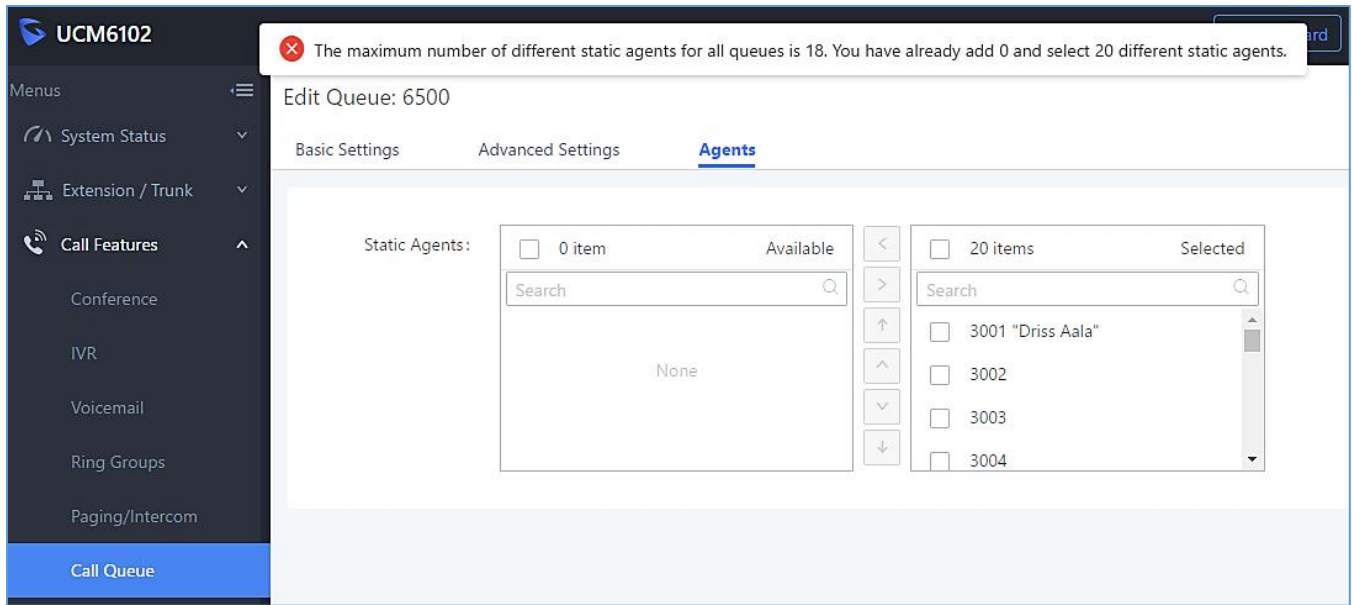 UCM6102
The maximum number of different static agents for all queues is 18. You have already add 0 and select 20 different static agents.
Menus
Edit Queue: 6500
System Status
Basic Settings
Advanced Settings
Agents
Extension / Trunk
Call Features
Static Agents:
0 item
Available
20 items
Selected
Search
Search
3001 "Driss Aala"
Conference
None
3002
IVR
3003
Voicemail
3004
Ring Groups
Paging/Intercom
Call Queue